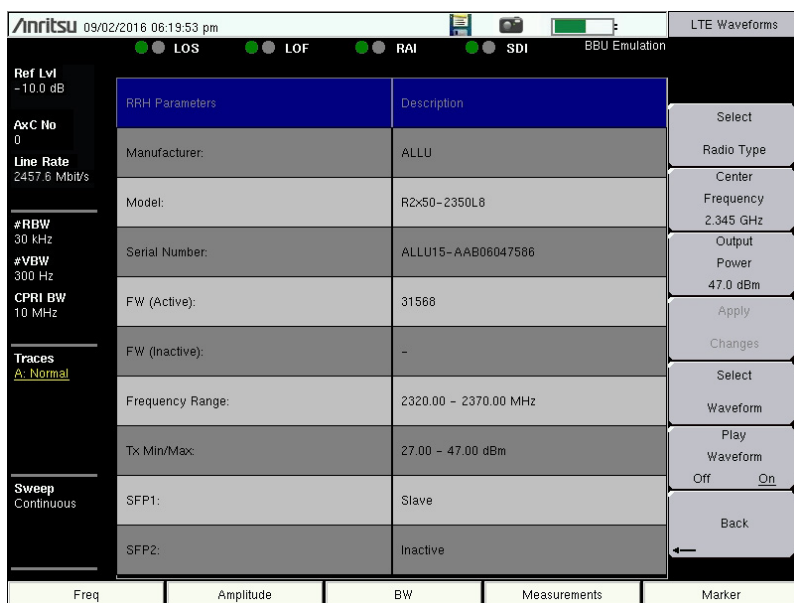 Anritsu 09/02/2016 06:19:53 pm
LTE Waveforms
LOS LOF RAI SDI BBU Emulation
Ref Lvl
-10.0 dB
AxC No
0
Line Rate
2457.6 Mbit/s
#RBW
30 kHz
#VBW
300 Hz
CPRI BW
10 MHz
Traces
A: Normal
Sweep
Continuous
RRH Parameters Description
Manufacturer: ALLU
Model: R2x50-2350L8
Serial Number: ALLU15-AAB06047586
FW (Active): 31568
FW (Inactive): -
Frequency Range: 2320.00 - 2370.00 MHz
Tx Min/Max: 27.00 - 47.00 dBm
SFP1: Slave
SFP2: Inactive
Select
Radio Type
Center
Frequency
2.345 GHz
Output
Power
47.0 dBm
Apply
Changes
Select
Waveform
Play
Waveform
Off On
Back
Freq Amplitude BW Measurements Marker